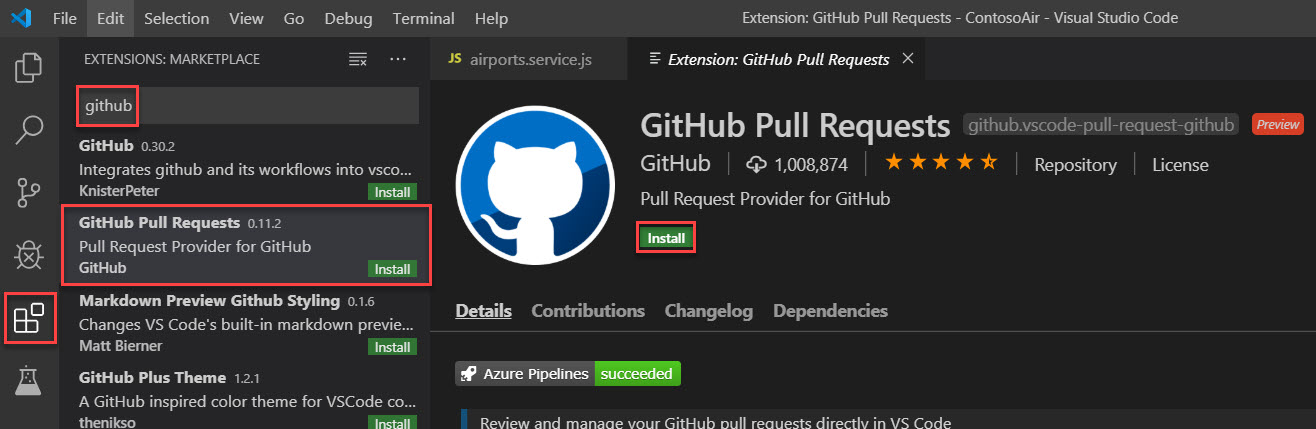 File Edit Selection View Go Debug Terminal Help Extension: GitHub Pull Requests - ContosoAir - Visual Studio Code
EXTENSIONS: MARKETPLACE
github
GitHub 0.30.2
Integrates github and its workflows into vsco...
KnisterPeter Install
GitHub Pull Requests 0.11.2
Pull Request Provider for GitHub
GitHub Install
Markdown Preview Github Styling 0.1.6
Changes VS Code's built-in markdown previe...
Matt Bierner Install
GitHub Plus Theme 1.2.1
A GitHub inspired color theme for VSCode co...
thenikso Install
JS airports.service.js Extension: GitHub Pull Requests
GitHub Pull Requests github.vscode-pull-request-github Preview
GitHub 1,008,874 Repository License
Pull Request Provider for GitHub
Install
Details Contributions Changelog Dependencies
Azure Pipelines succeeded
Review and manage your GitHub pull requests directly in VS Code